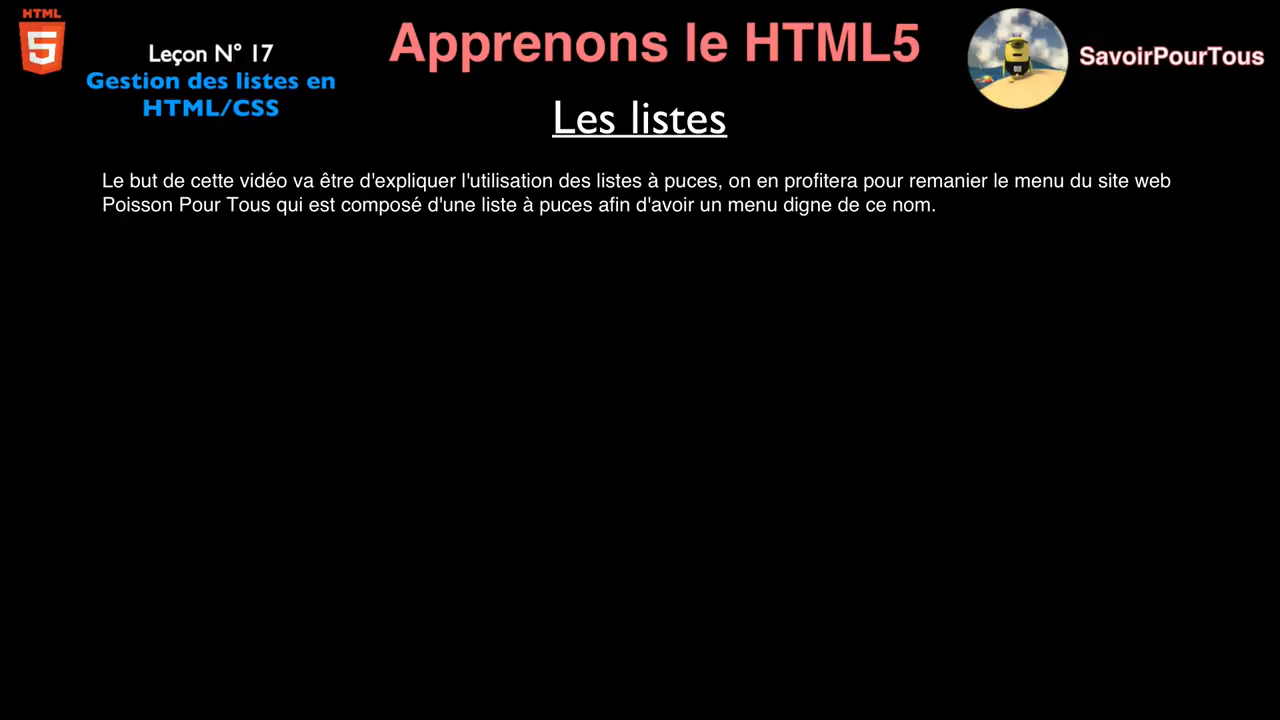 HTML
5
Leçon N° 17
Gestion des listes en
HTML/CSS
Apprenons le HTML5
SavoirPourTous
Les listes
Le but de cette vidéo va être d'expliquer l'utilisation des listes à puces, on en profitera pour remanier le menu du site web
Poisson Pour Tous qui est composé d'une liste à puces afin d'avoir un menu digne de ce nom.